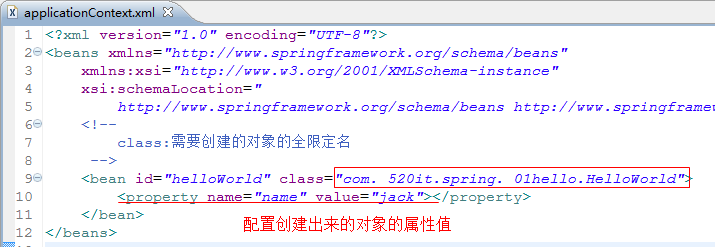 applicationContext.xml
1 <?xml version="1.0" encoding="UTF-8"?>
2 <beans xmlns="http://www.springframework.org/schema/beans"
3 xmlns:xsi="http://www.w3.org/2001/XMLSchema-instance"
4 xsi:schemaLocation="
5 http://www.springframework.org/schema/beans http://www.springframew
6 <!--
7 class:需要创建的对象的全限定名
8 -->
9 <bean id="helloWorld" class="com. 520it.spring. 01hello.HelloWorld">
10 <property name="name" value="jack"></property>
11 </bean>
配置创建出来的对象的属性值
12 </beans>